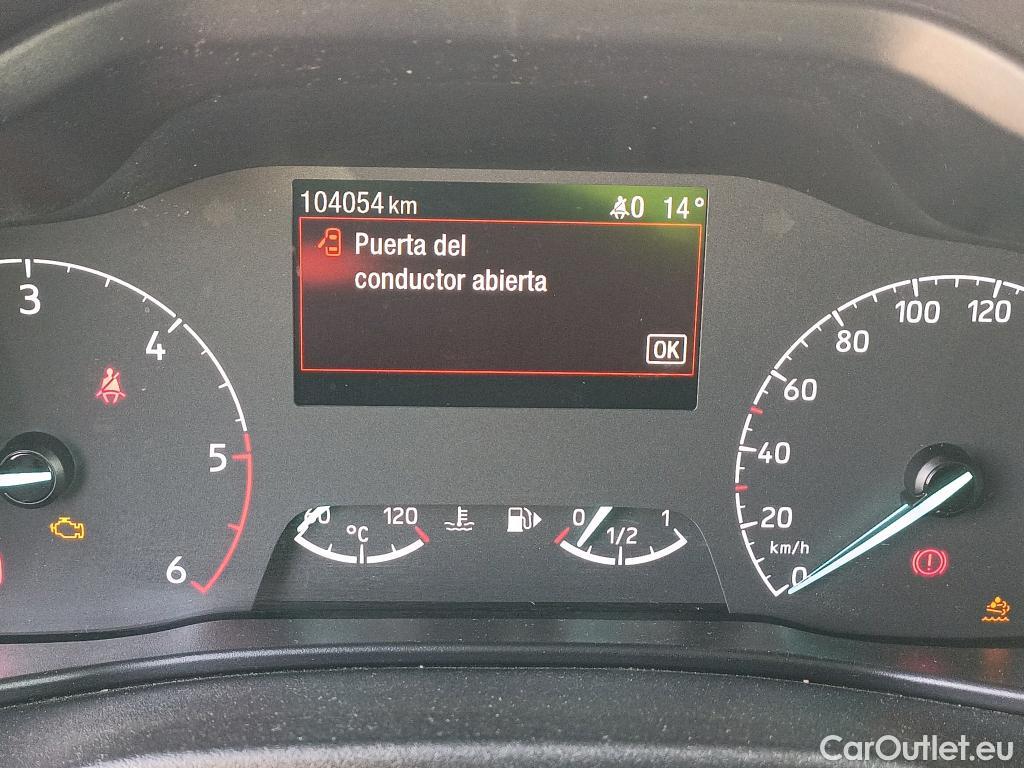 104054 km 0 14°
Puerta del
conductor abierta
OK
3
4
5
6
60 120
°C
0 1/2 1
0 20 40 60 80 100 120
km/h
CarOutlet.eu